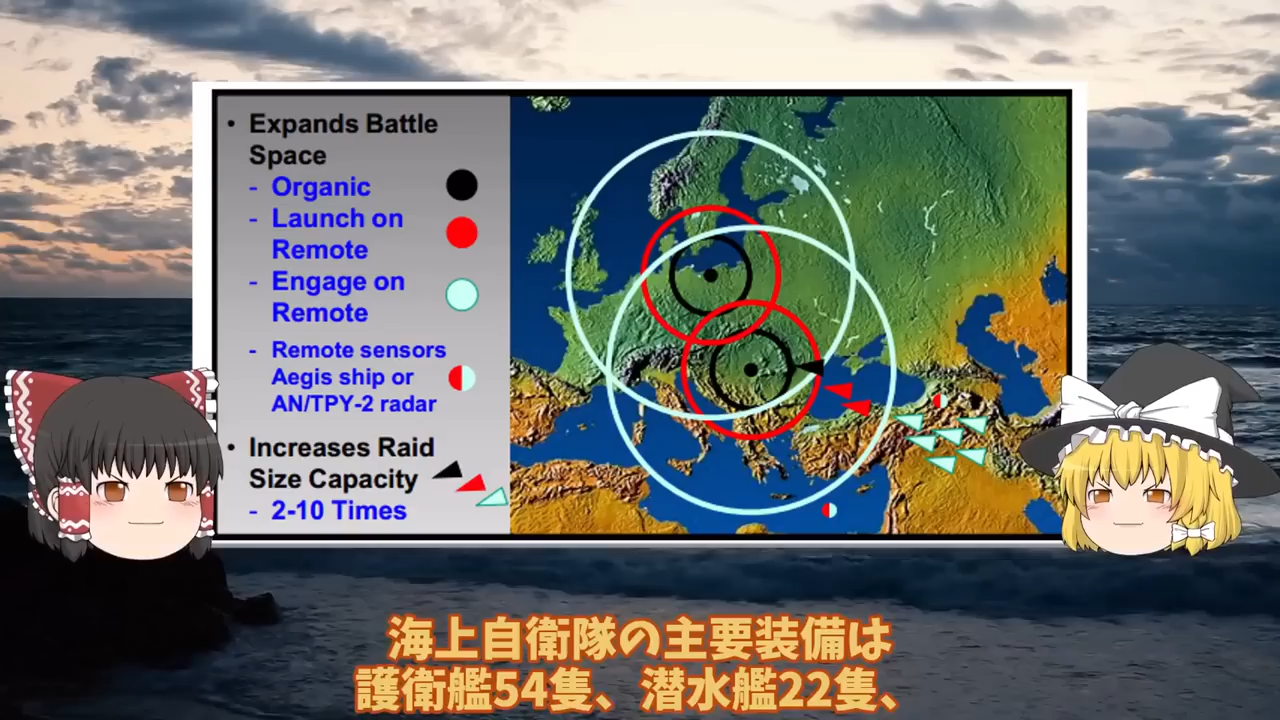 • Expands Battle
Space
- Organic
- Launch on
Remote
- Engage on
Remote
- Remote sensors
Aegis ship or
AN/TPY-2 radar
• Increases Raid
Size Capacity
- 2-10 Times
海上自衛隊の主要装備は
護衛艦54隻、潜水艦22隻、